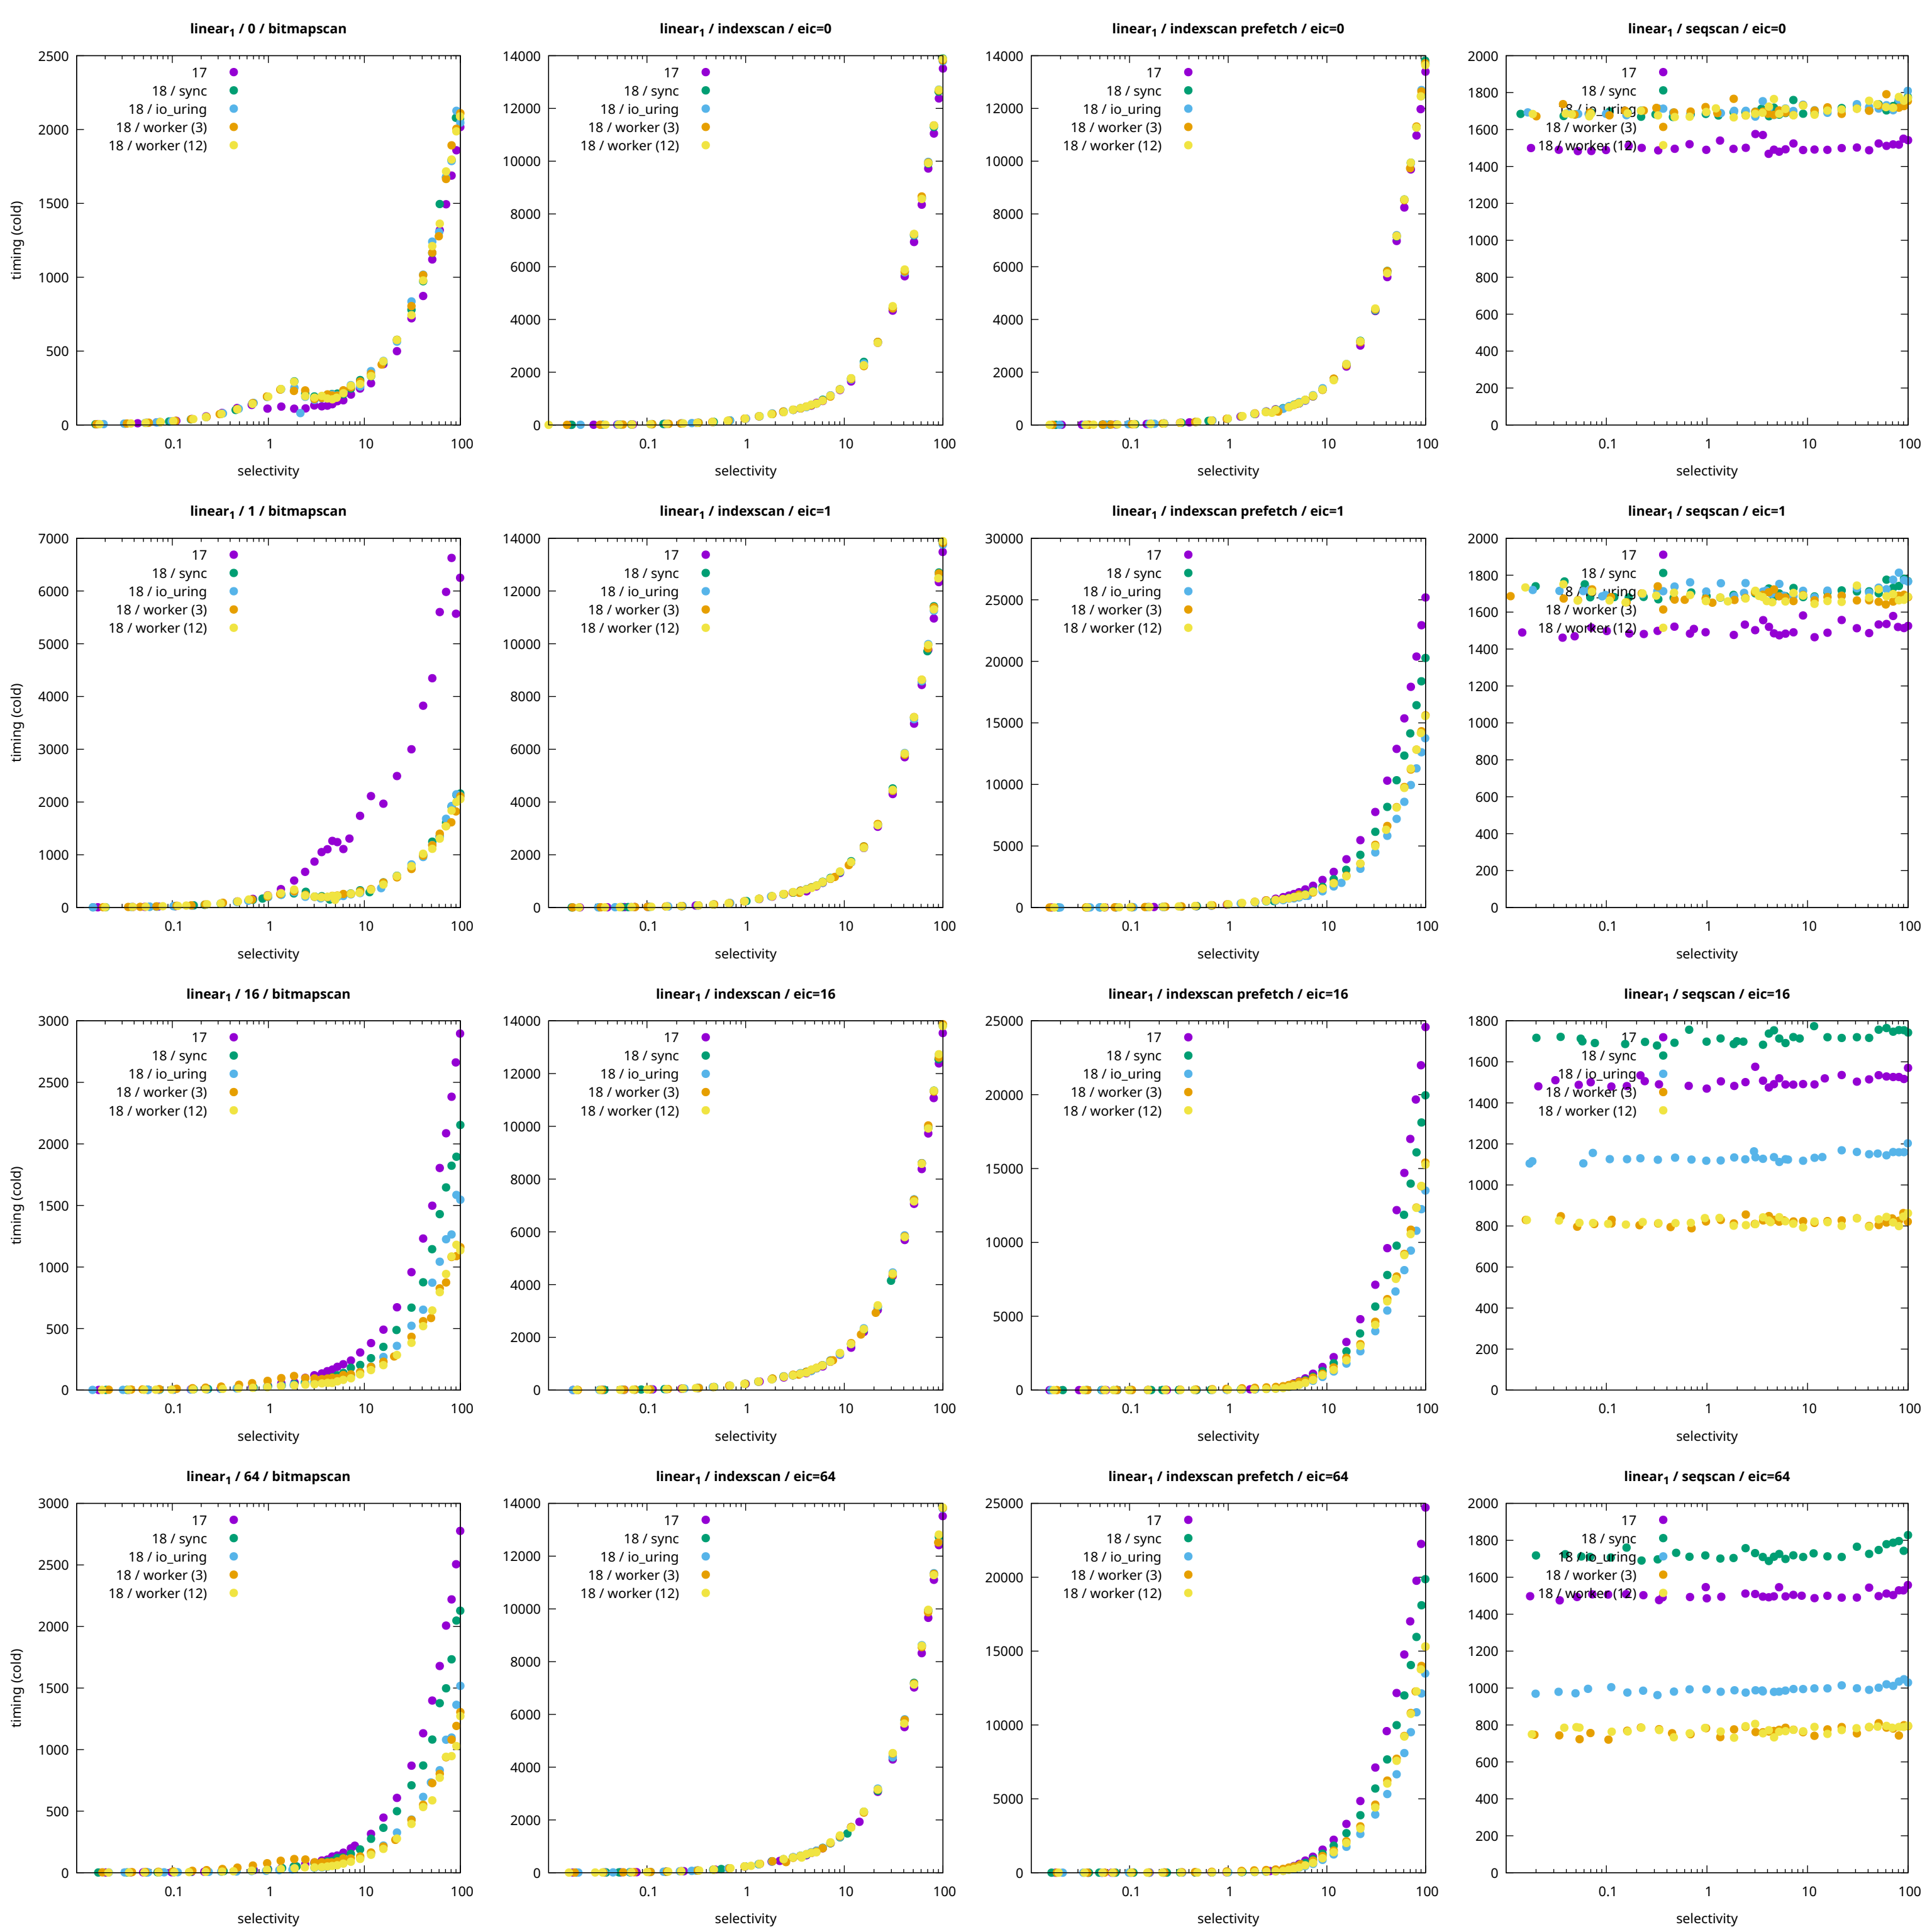 linear₁ / 0 / bitmapscan
timing (cold)
2500
2000
1500
1000
500
0
17
18 / sync
18 / io_uring
18 / worker (3)
18 / worker (12)
0.1 1 10 100
selectivity
linear₁ / indexscan / eic=0
14000
12000
10000
8000
6000
4000
2000
0
17
18 / sync
18 / io_uring
18 / worker (3)
18 / worker (12)
0.1 1 10 100
selectivity
linear₁ / indexscan prefetch / eic=0
14000
12000
10000
8000
6000
4000
2000
0
17
18 / sync
18 / io_uring
18 / worker (3)
18 / worker (12)
0.1 1 10 100
selectivity
linear₁ / seqscan / eic=0
2000
1800
1600
1400
1200
1000
800
600
400
200
0
17
18 / sync
18 / io_uring
18 / worker (3)
18 / worker (12)
0.1 1 10 100
selectivity
linear₁ / 1 / bitmapscan
timing (cold)
7000
6000
5000
4000
3000
2000
1000
0
17
18 / sync
18 / io_uring
18 / worker (3)
18 / worker (12)
0.1 1 10 100
selectivity
linear₁ / indexscan / eic=1
14000
12000
10000
8000
6000
4000
2000
0
17
18 / sync
18 / io_uring
18 / worker (3)
18 / worker (12)
0.1 1 10 100
selectivity
linear₁ / indexscan prefetch / eic=1
30000
25000
20000
15000
10000
5000
0
17
18 / sync
18 / io_uring
18 / worker (3)
18 / worker (12)
0.1 1 10 100
selectivity
linear₁ / seqscan / eic=1
2000
1800
1600
1400
1200
1000
800
600
400
200
0
17
18 / sync
18 / io_uring
18 / worker (3)
18 / worker (12)
0.1 1 10 100
selectivity
linear₁ / 16 / bitmapscan
timing (cold)
3000
2500
2000
1500
1000
500
0
17
18 / sync
18 / io_uring
18 / worker (3)
18 / worker (12)
0.1 1 10 100
selectivity
linear₁ / indexscan / eic=16
14000
12000
10000
8000
6000
4000
2000
0
17
18 / sync
18 / io_uring
18 / worker (3)
18 / worker (12)
0.1 1 10 100
selectivity
linear₁ / indexscan prefetch / eic=16
25000
20000
15000
10000
5000
0
17
18 / sync
18 / io_uring
18 / worker (3)
18 / worker (12)
0.1 1 10 100
selectivity
linear₁ / seqscan / eic=16
1800
1600
1400
1200
1000
800
600
400
200
0
17
18 / sync
18 / io_uring
18 / worker (3)
18 / worker (12)
0.1 1 10 100
selectivity
linear₁ / 64 / bitmapscan
timing (cold)
3000
2500
2000
1500
1000
500
0
17
18 / sync
18 / io_uring
18 / worker (3)
18 / worker (12)
0.1 1 10 100
selectivity
linear₁ / indexscan / eic=64
14000
12000
10000
8000
6000
4000
2000
0
17
18 / sync
18 / io_uring
18 / worker (3)
18 / worker (12)
0.1 1 10 100
selectivity
linear₁ / indexscan prefetch / eic=64
25000
20000
15000
10000
5000
0
17
18 / sync
18 / io_uring
18 / worker (3)
18 / worker (12)
0.1 1 10 100
selectivity
linear₁ / seqscan / eic=64
2000
1800
1600
1400
1200
1000
800
600
400
200
0
17
18 / sync
18 / io_uring
18 / worker (3)
18 / worker (12)
0.1 1 10 100
selectivity